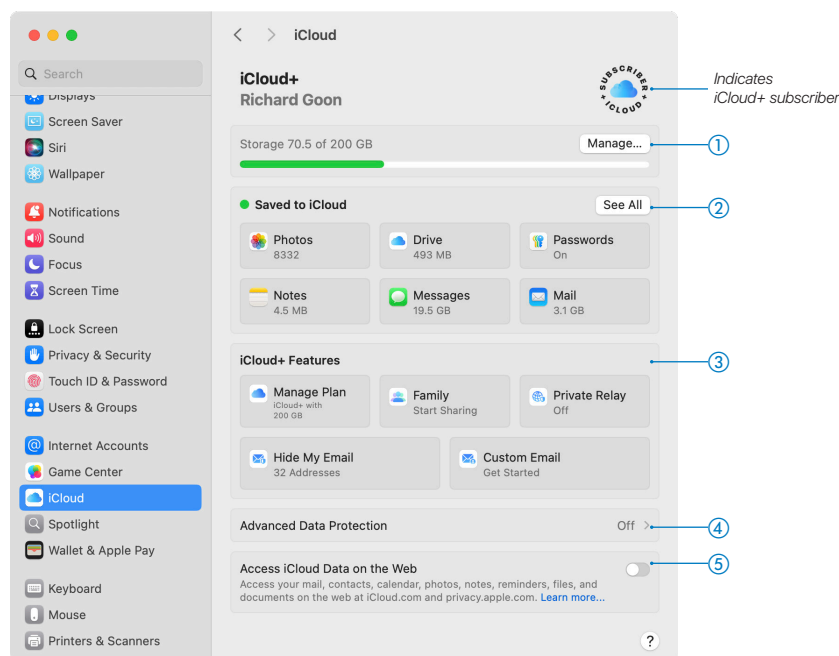 iCloud
Search
Displays
Screen Saver
Siri
Wallpaper
Notifications
Sound
Focus
Screen Time
Lock Screen
Privacy & Security
Touch ID & Password
Users & Groups
Internet Accounts
Game Center
iCloud
Spotlight
Wallet & Apple Pay
Keyboard
Mouse
Printers & Scanners
iCloud+
Richard Goon
SUBSCRIBER
iCLOUD
Indicates
iCloud+ subscriber
Storage 70.5 of 200 GB
Manage...
1
Saved to iCloud
See All
2
Photos
8332
Drive
493 MB
Passwords
On
Notes
4.5 MB
Messages
19.5 GB
Mail
3.1 GB
iCloud+ Features
3
Manage Plan
iCloud+ with
200 GB
Family
Start Sharing
Private Relay
Off
Hide My Email
32 Addresses
Custom Email
Get Started
Advanced Data Protection
Off
4
Access iCloud Data on the Web
5
Access your mail, contacts, calendar, photos, notes, reminders, files, and
documents on the web at iCloud.com and privacy.apple.com. Learn more...
?